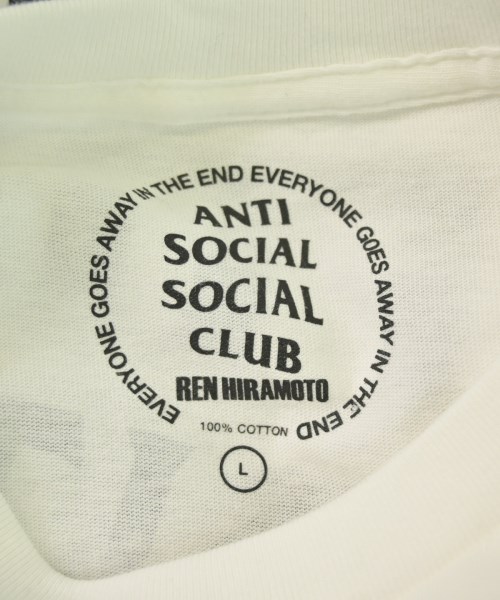 EVERYONE GOES AWAY IN THE END EVERYONE GOES AWAY IN THE END
ANTI
SOCIAL
SOCIAL
CLUB
REN HIRAMOTO
100% COTTON
L